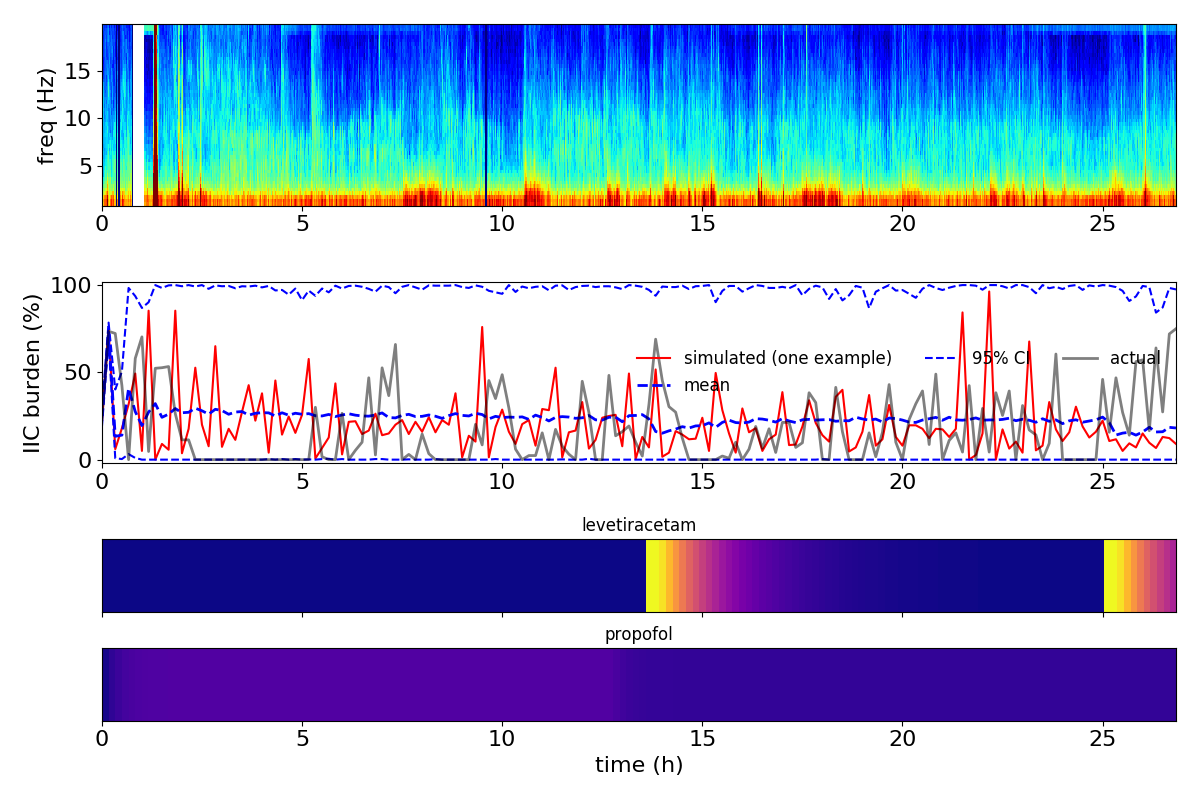 freq (Hz)
15
10
5
0 5 10 15 20 25
IIC burden (%)
100
50
0
simulated (one example) 95% CI actual
mean
0 5 10 15 20 25
levetiracetam
propofol
0 5 10 15 20 25
time (h)